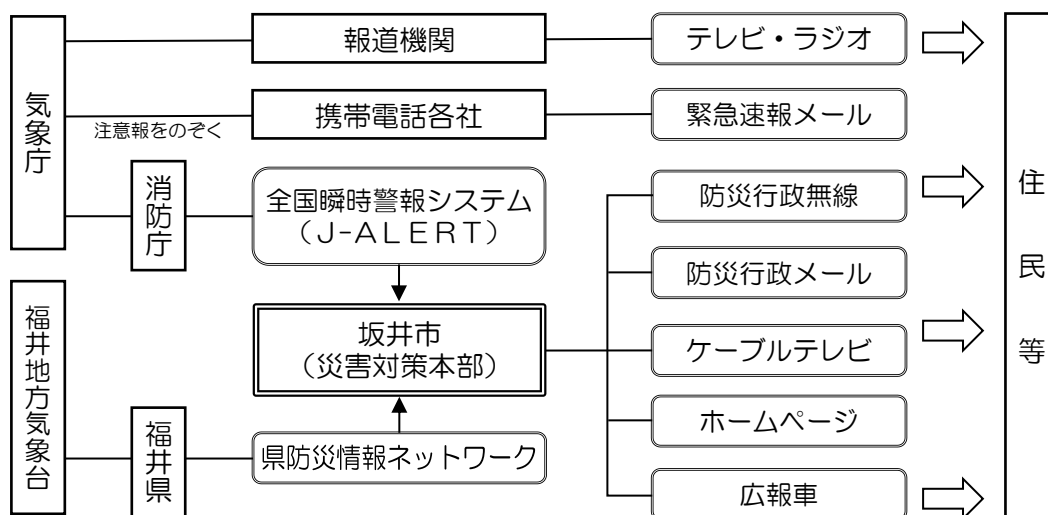 気象庁
報道機関
テレビ・ラジオ
携帯電話各社
緊急速報メール
注意報をのぞく
消防庁
全国瞬時警報システム
(J-ALERT)
防災行政無線
防災行政メール
福井地方気象台
坂井市
(災害対策本部)
ケーブルテレビ
ホームページ
福井県
県防災情報ネットワーク
広報車
住民等